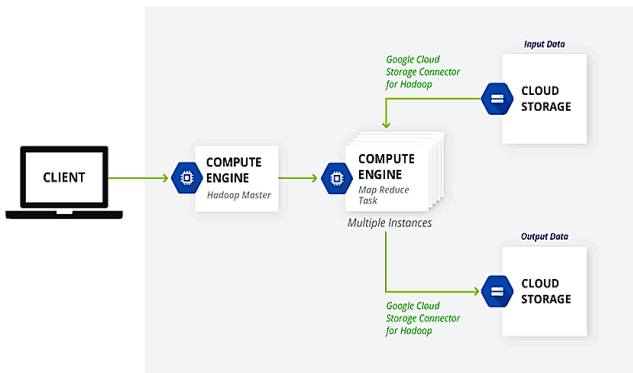 Input Data
Google Cloud
Storage Connector
for Hadoop
CLOUD
STORAGE
CLIENT
COMPUTE
ENGINE
Hadoop Master
COMPUTE
ENGINE
Map Reduce
Task
Multiple Instances
Output Data
CLOUD
STORAGE
Google Cloud
Storage Connector
for Hadoop